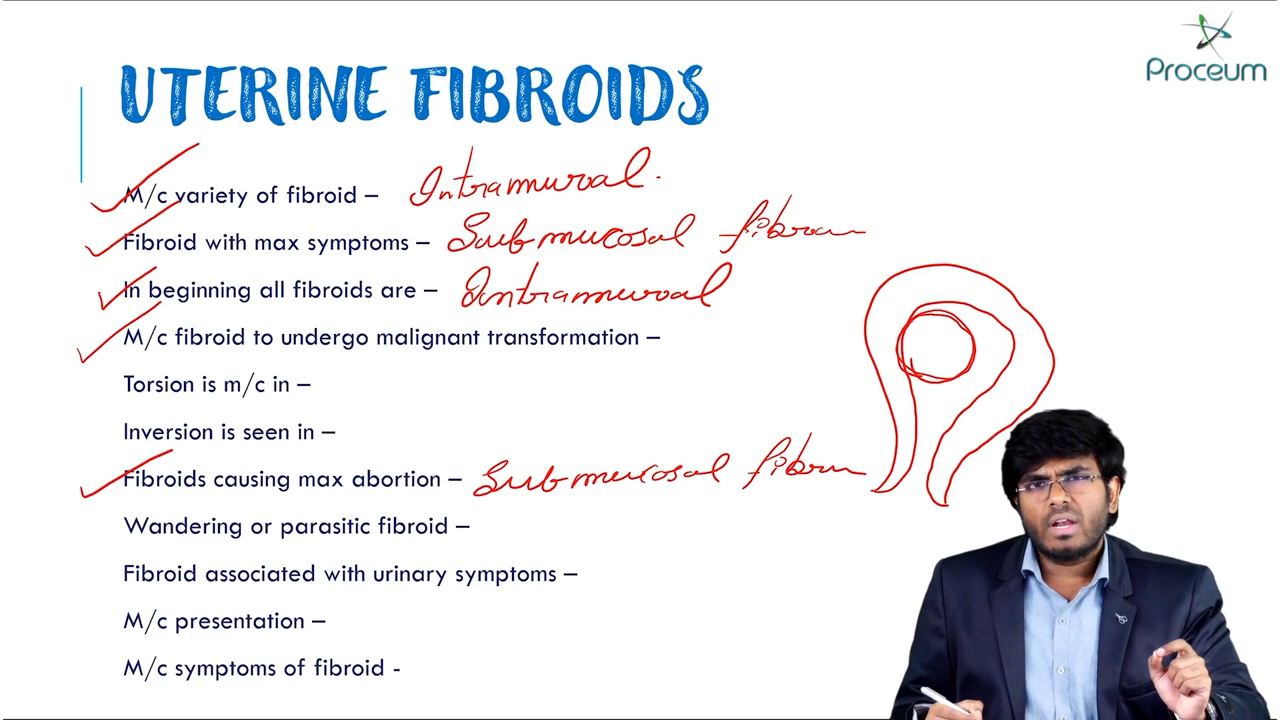 Proceum
UTERINE FIBROIDS
M/c variety of fibroid – Intramural.
Fibroid with max symptoms – Submucosal
In beginning all fibroids are – Intramural
M/c fibroid to undergo malignant transformation –
Torsion is m/c in –
Inversion is seen in –
Fibroids causing max abortion – Submucosal
Wandering or parasitic fibroid –
Fibroid associated with urinary symptoms –
M/c presentation –
M/c symptoms of fibroid -